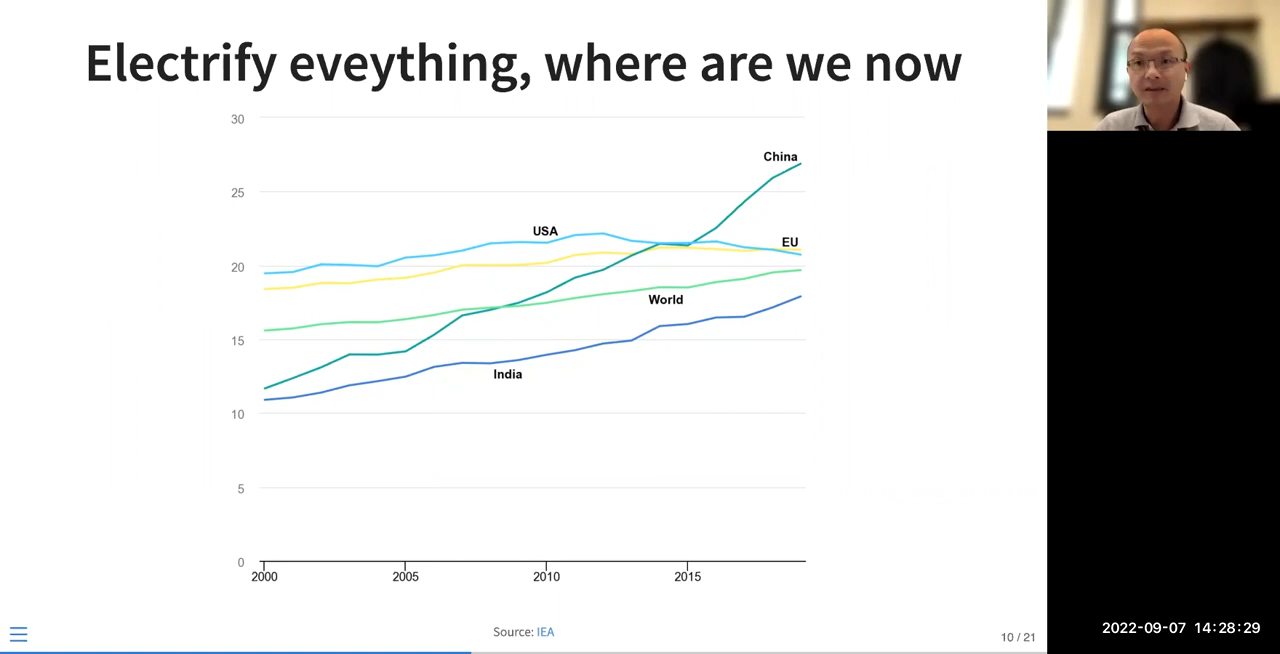 Electrify eveything, where are we now
30
25
20
15
10
5
0
China
USA
EU
World
India
2000 2005 2010 2015
Source: IEA
10 / 21
2022-09-07 14:28:29